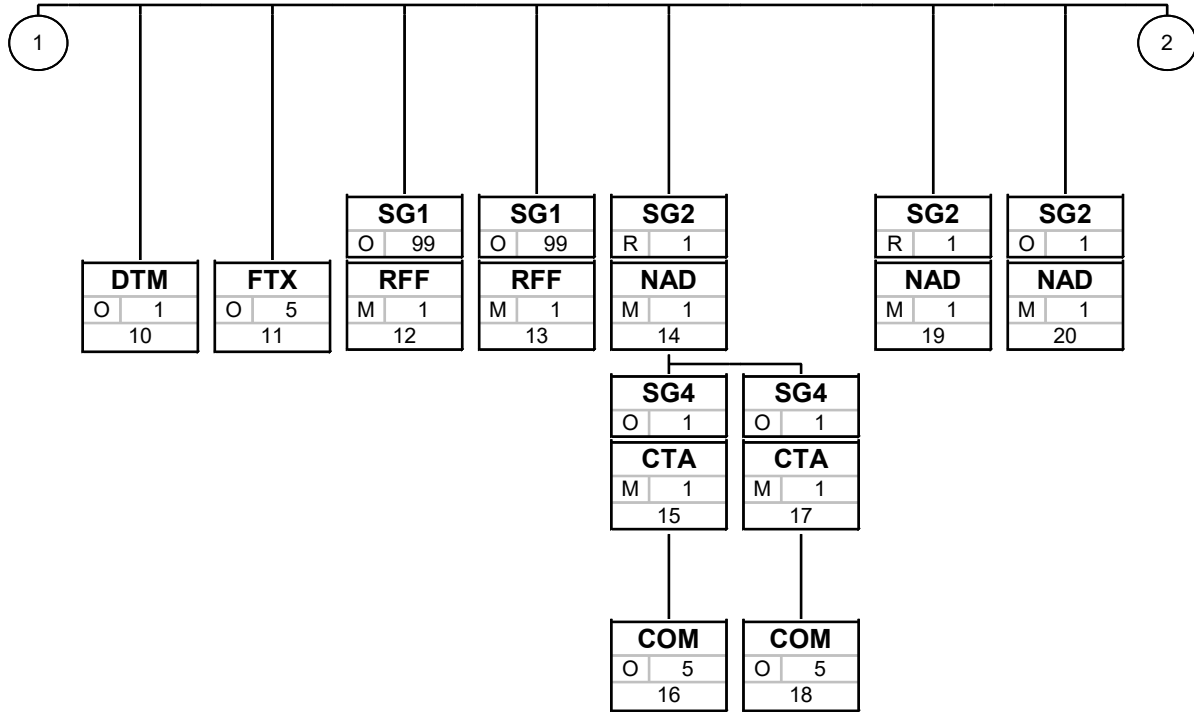 1
2
SG1
O 99
SG1
O 99
SG2
R 1
SG2
R 1
SG2
O 1
DTM
O 1
10
FTX
O 5
11
RFF
M 1
12
RFF
M 1
13
NAD
M 1
14
NAD
M 1
19
NAD
M 1
20
SG4
O 1
SG4
O 1
CTA
M 1
15
CTA
M 1
17
COM
O 5
16
COM
O 5
18